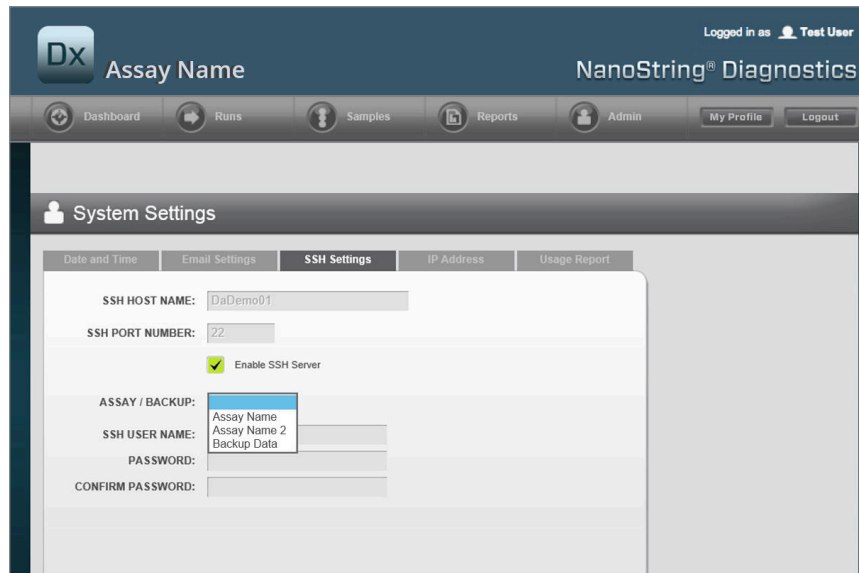 Logged in as Test User
Dx Assay Name
NanoString® Diagnostics
Dashboard Runs Samples Reports Admin My Profile Logout
System Settings
Date and Time Email Settings SSH Settings IP Address Usage Report
SSH HOST NAME: DaDemo01
SSH PORT NUMBER: 22
Enable SSH Server
ASSAY / BACKUP:
Assay Name
Assay Name 2
Backup Data
SSH USER NAME:
PASSWORD:
CONFIRM PASSWORD: